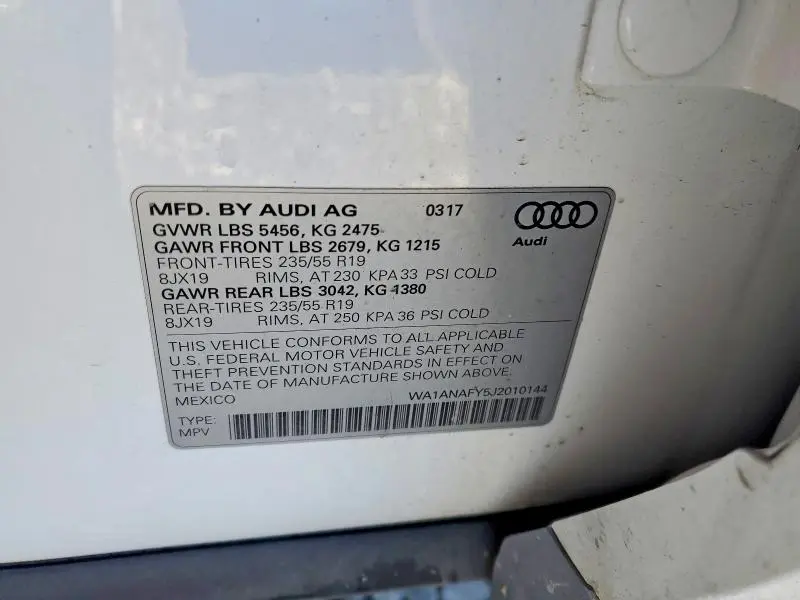 MFD. BY AUDI AG 0317
GVWR LBS 5456, KG 2475
GAWR FRONT LBS 2679, KG 1215
FRONT-TIRES 235/55 R19
8JX19 RIMS, AT 230 KPA 33 PSI COLD
GAWR REAR LBS 3042, KG 1380
REAR-TIRES 235/55 R19
8JX19 RIMS, AT 250 KPA 36 PSI COLD
Audi
THIS VEHICLE CONFORMS TO ALL APPLICABLE
U.S. FEDERAL MOTOR VEHICLE SAFETY AND
THEFT PREVENTION STANDARDS IN EFFECT ON
THE DATE OF MANUFACTURE SHOWN ABOVE.
MEXICO WA1ANAFY5J2010144
TYPE:
MPV